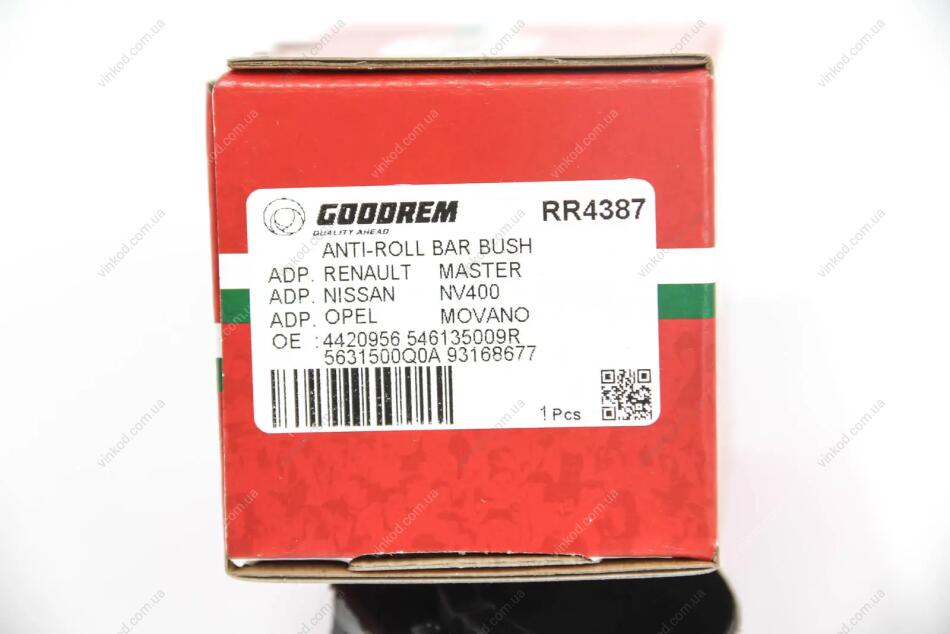 GOODREM RR4387
QUALITY AHEAD
ANTI-ROLL BAR BUSH
ADP. RENAULT MASTER
ADP. NISSAN NV400
ADP. OPEL MOVANO
OE :4420956 546135009R
5631500Q0A 93168677
1 Pcs
vinkod.com.ua